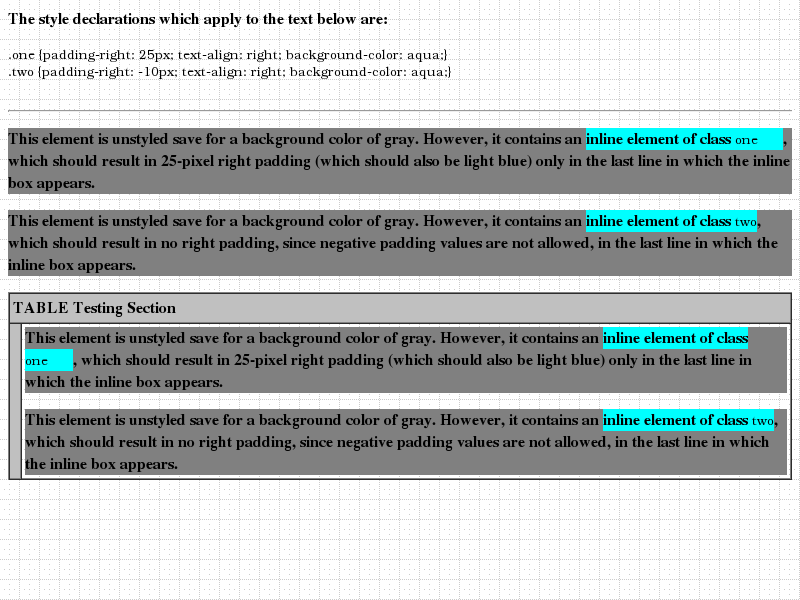 The style declarations which apply to the text below are:
.one {padding-right: 25px; text-align: right; background-color: aqua;}
.two {padding-right: -10px; text-align: right; background-color: aqua;}
This element is unstyled save for a background color of gray. However, it contains an inline element of class one ,
which should result in 25-pixel right padding (which should also be light blue) only in the last line in which the inline
box appears.
This element is unstyled save for a background color of gray. However, it contains an inline element of class two,
which should result in no right padding, since negative padding values are not allowed, in the last line in which the
inline box appears.
TABLE Testing Section
This element is unstyled save for a background color of gray. However, it contains an inline element of class
one , which should result in 25-pixel right padding (which should also be light blue) only in the last line in
which the inline box appears.
This element is unstyled save for a background color of gray. However, it contains an inline element of class two,
which should result in no right padding, since negative padding values are not allowed, in the last line in which
the inline box appears.